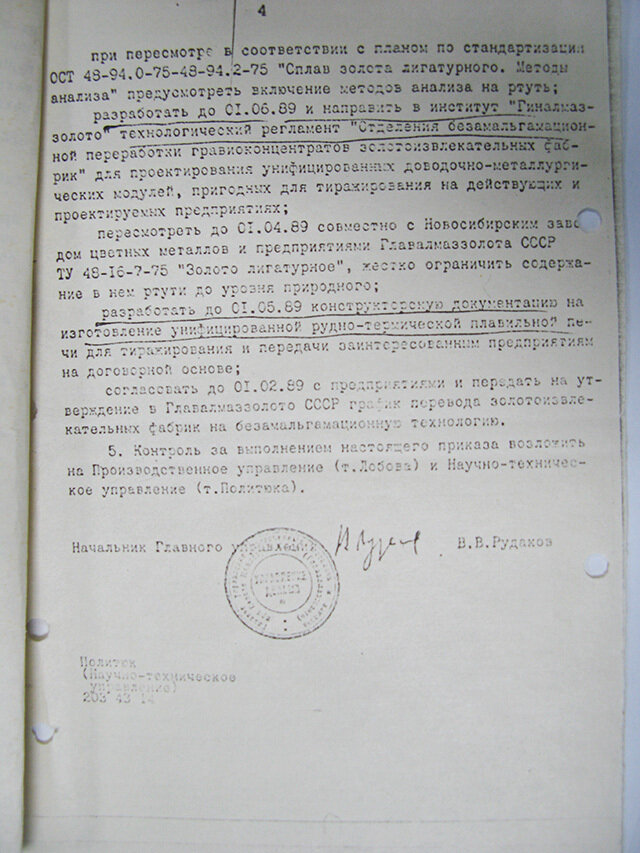 4
при пересмотре в соответствии с планом по стандартизации
ОСТ 48-94.0-75-48-94.2-75 "Сплав золота лигатурного. Методы
анализа" предусмотреть включение методов анализа на ртуть;
разработать до 01.06.89 и направить в институт "Гиналмаз-
золото" технологический регламент "Отделения безамальгамацион-
ной переработки гравиоконцентратов золотоизвлекательных фаб-
рик" для проектирования унифицированных доводочно-металлурги-
ческих модулей, пригодных для тиражирования на действующих и
проектируемых предприятиях;
пересмотреть до 01.04.89 совместно с Новосибирским заво-
дом цветных металлов и предприятиями Главалмаззолота СССР
ТУ 48-16-7-75 "Золото лигатурное", жестко ограничить содержа-
ние в нем ртути до уровня природного;
разработать до 01.05.89 конструкторскую документацию на
изготовление унифицированной рудно-термической плавильной пе-
чи для тиражирования и передачи заинтересованным предприятиям
на договорной основе;
согласовать до 01.02.89 с предприятиями и передать на ут-
верждение в Главалмаззолото СССР график перевода золотоизвле-
кательных фабрик на безамальгамационную технологию.
5. Контроль за выполнением настоящего приказа возложить
на Производственное управление (т.Лобова) и Научно-техничес-
кое управление (т.Политюка).
Начальник Главного управления В.В.Рудаков
Политюк
(Научно-техническое
управление)
203 43 14